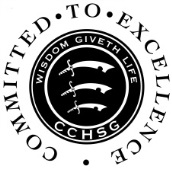 COMMITTED•TO•EXCELLENCE•
WISDOM GIVETH LIFE
CCHSG